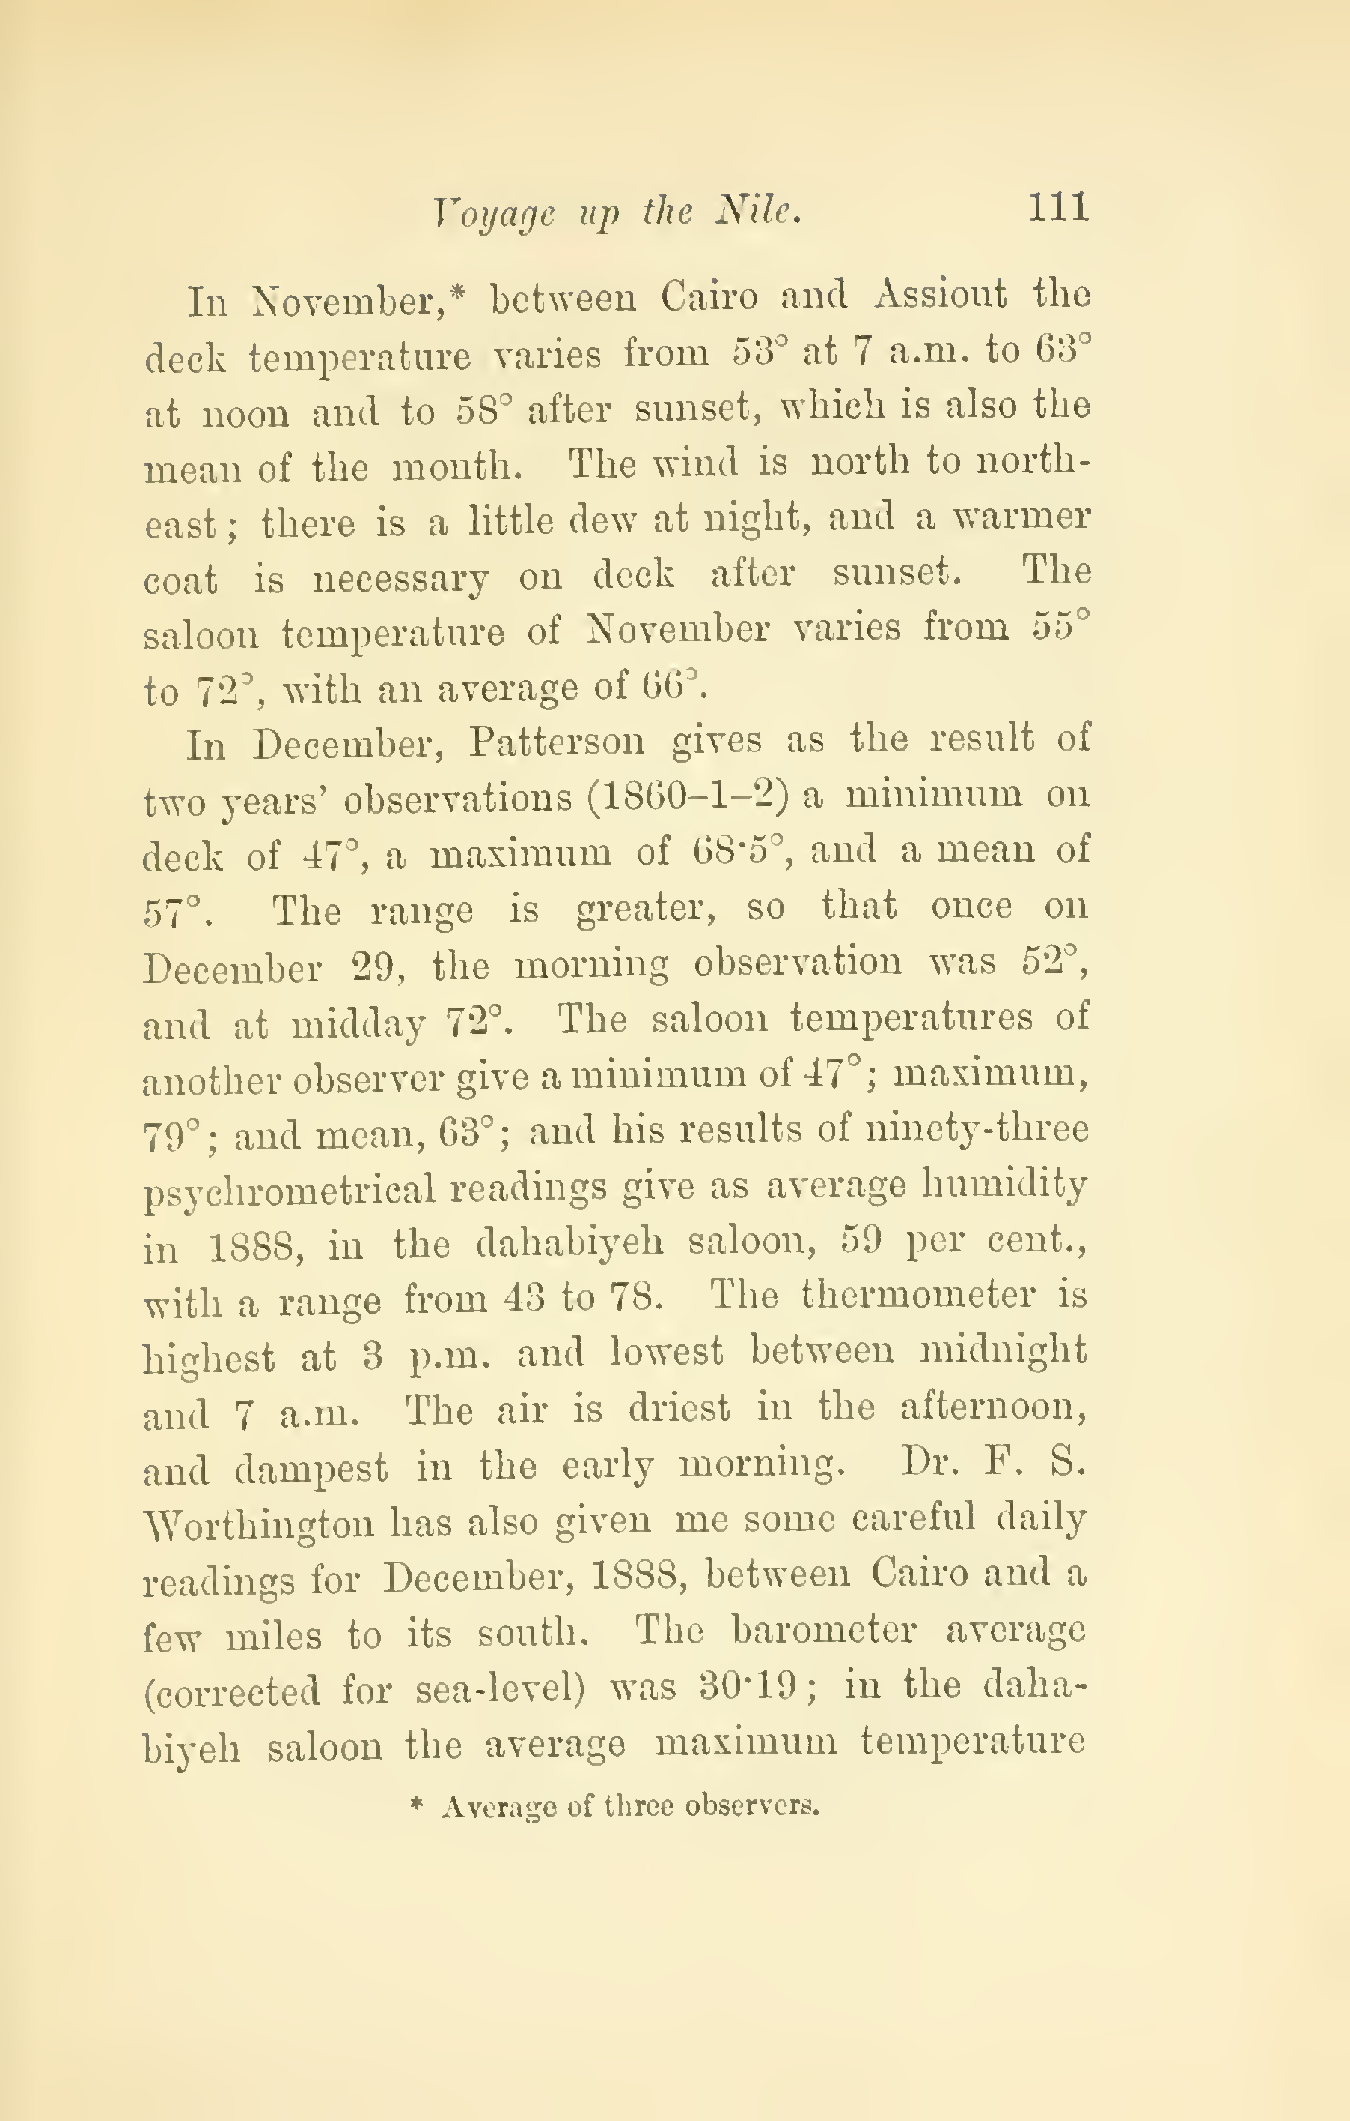 Voyage up the Nile. 111
In November,* between Cairo and Assiout the
deck temperature varies from 53° at 7 a.m. to 63°
at noon and to 58° after sunset, which is also the
mean of the month. The wind is north to north-
east; there is a little dew at night, and a warmer
coat is necessary on deck after sunset. The
saloon temperature of November varies from 55°
to 72°, with an average of 66°.
In December, Patterson gives as the result of
two years’ observations (1860–1–2) a minimum on
deck of 47°, a maximum of 68·5°, and a mean of
57°. The range is greater, so that once on
December 29, the morning observation was 52°,
and at midday 72°. The saloon temperatures of
another observer give a minimum of 47°; maximum,
79°; and mean, 63°; and his results of ninety-three
psychrometrical readings give as average humidity
in 1888, in the dahabiyeh saloon, 59 per cent.,
with a range from 43 to 78. The thermometer is
highest at 3 p.m. and lowest between midnight
and 7 a.m. The air is driest in the afternoon,
and dampest in the early morning. Dr. F. S.
Worthington has also given me some careful daily
readings for December, 1888, between Cairo and a
few miles to its south. The barometer average
(corrected for sea-level) was 30·19; in the daha-
biyeh saloon the average maximum temperature
* Average of three observers.